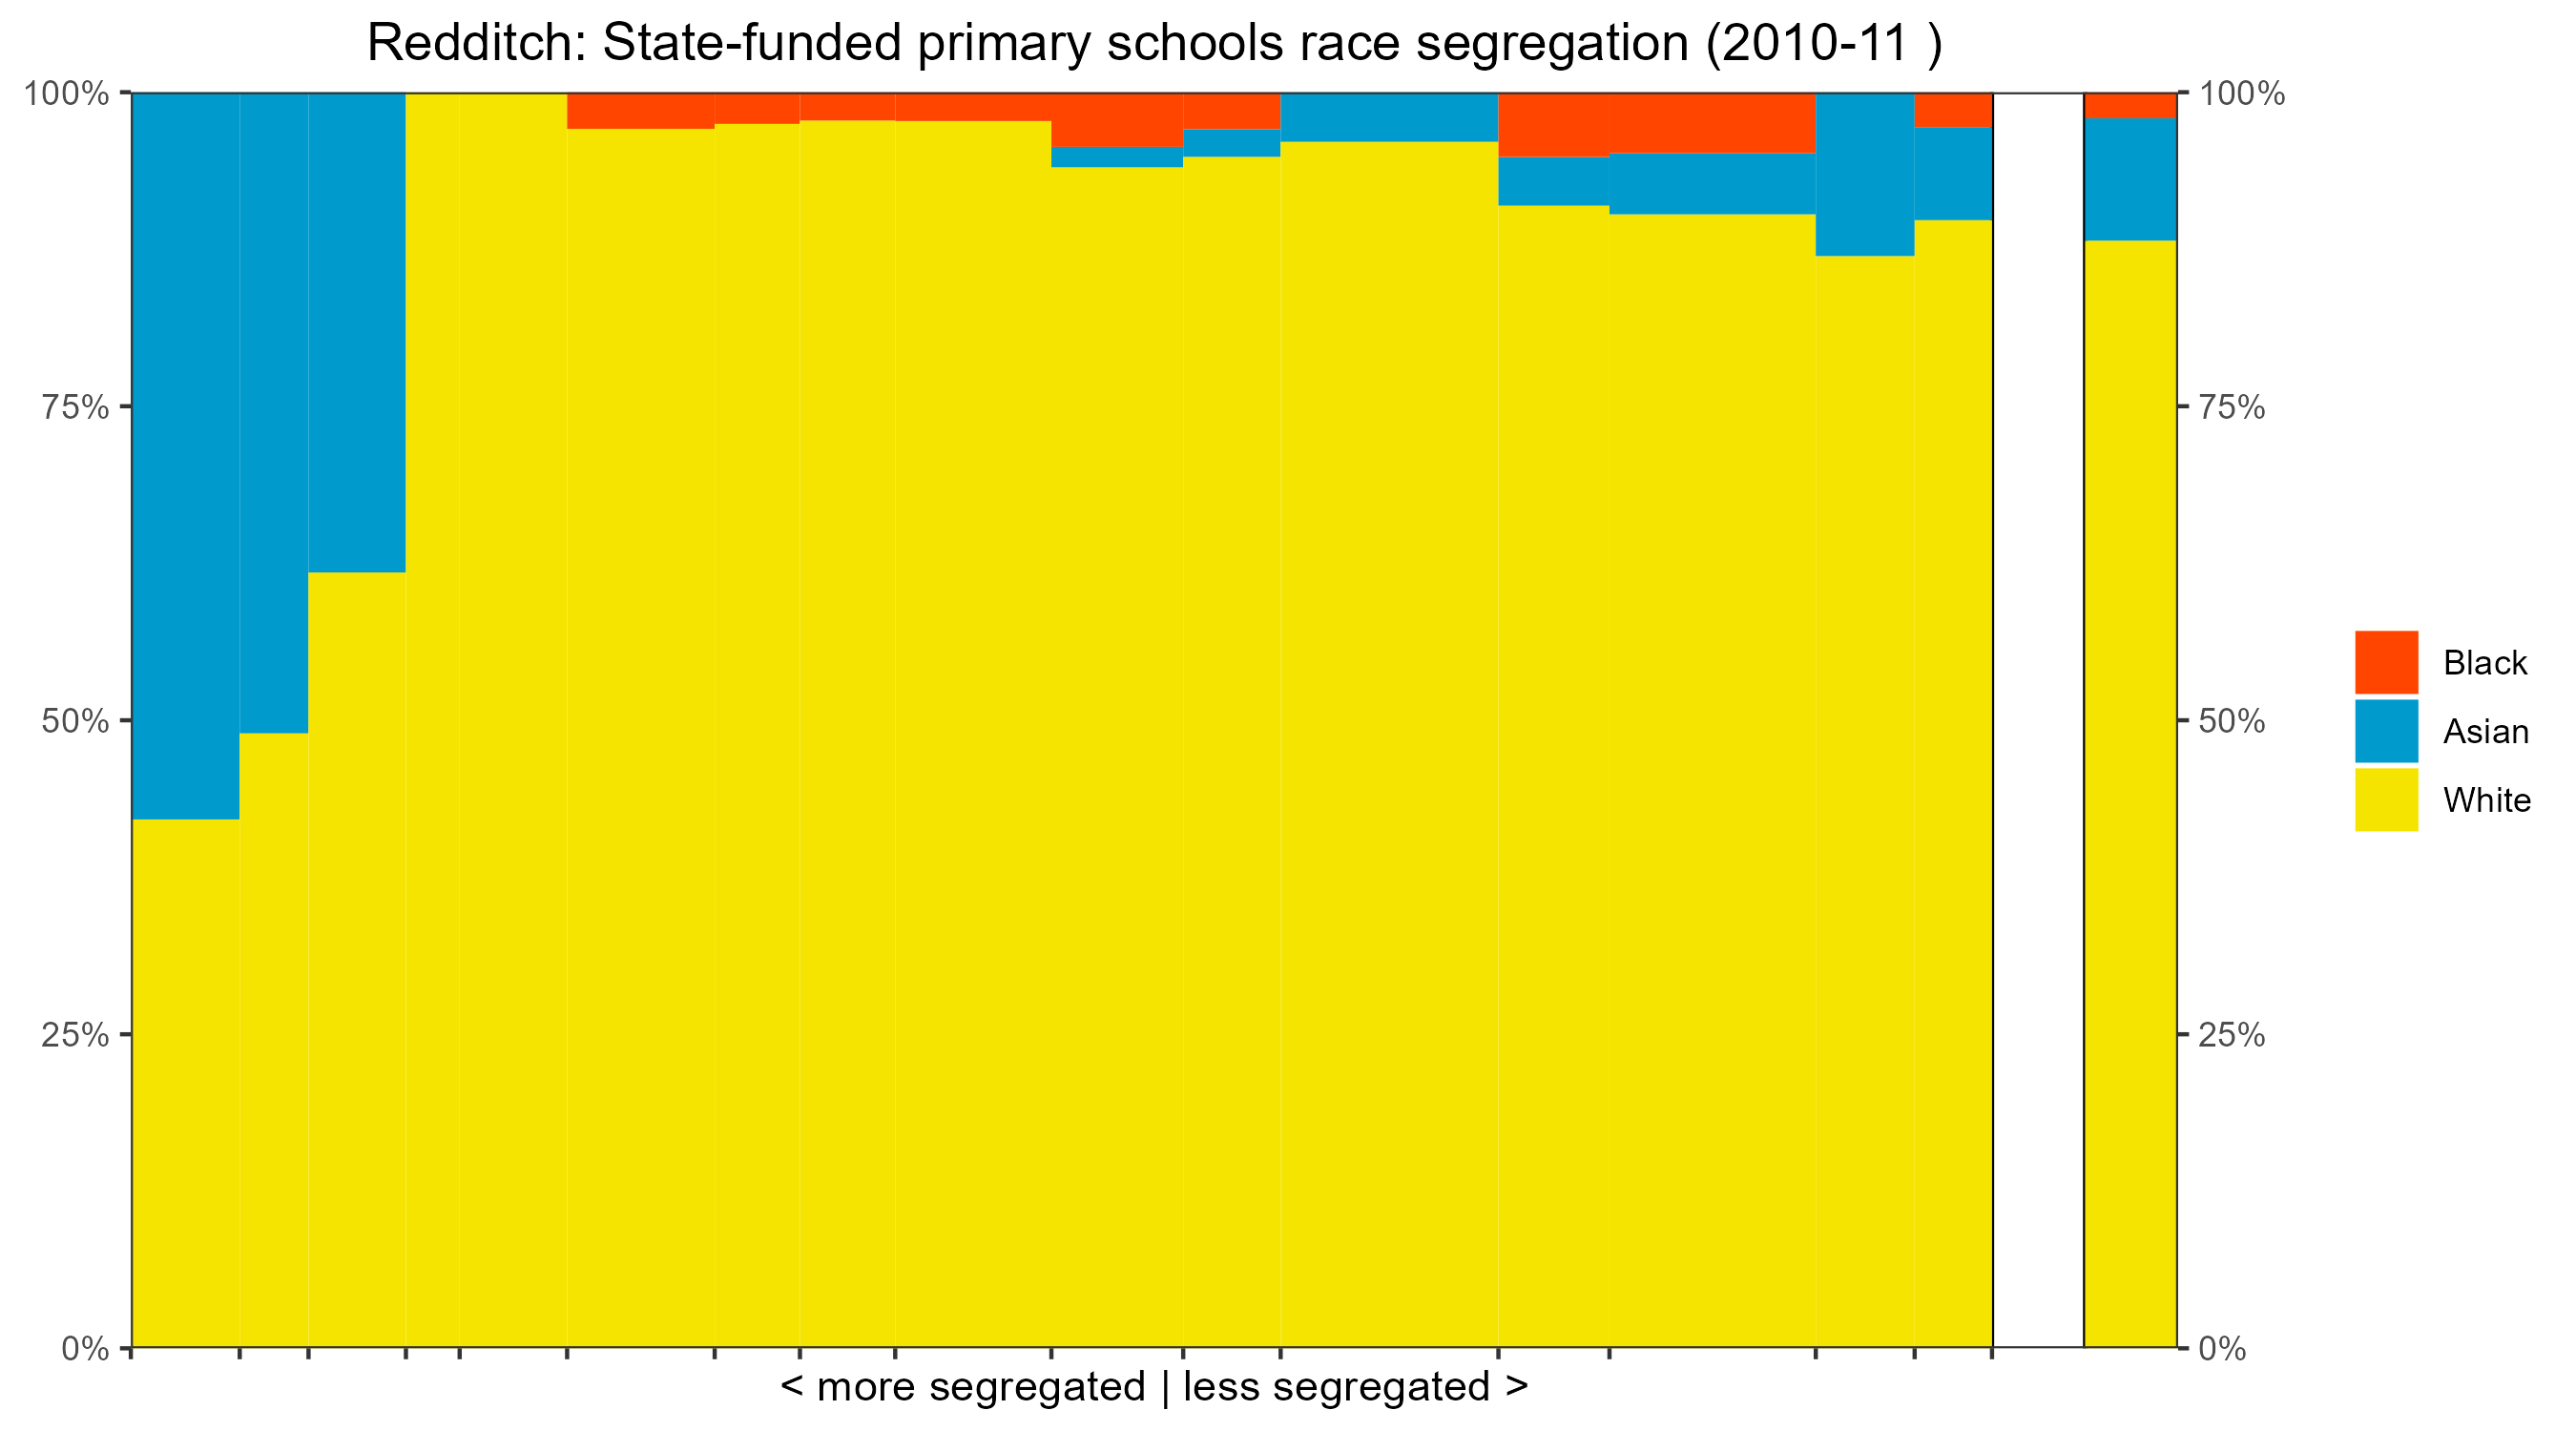 Redditch: State-funded primary schools race segregation (2010-11 )
100%
75%
50%
25%
0%
100%
75%
50%
25%
0%
Black
Asian
White
< more segregated | less segregated >